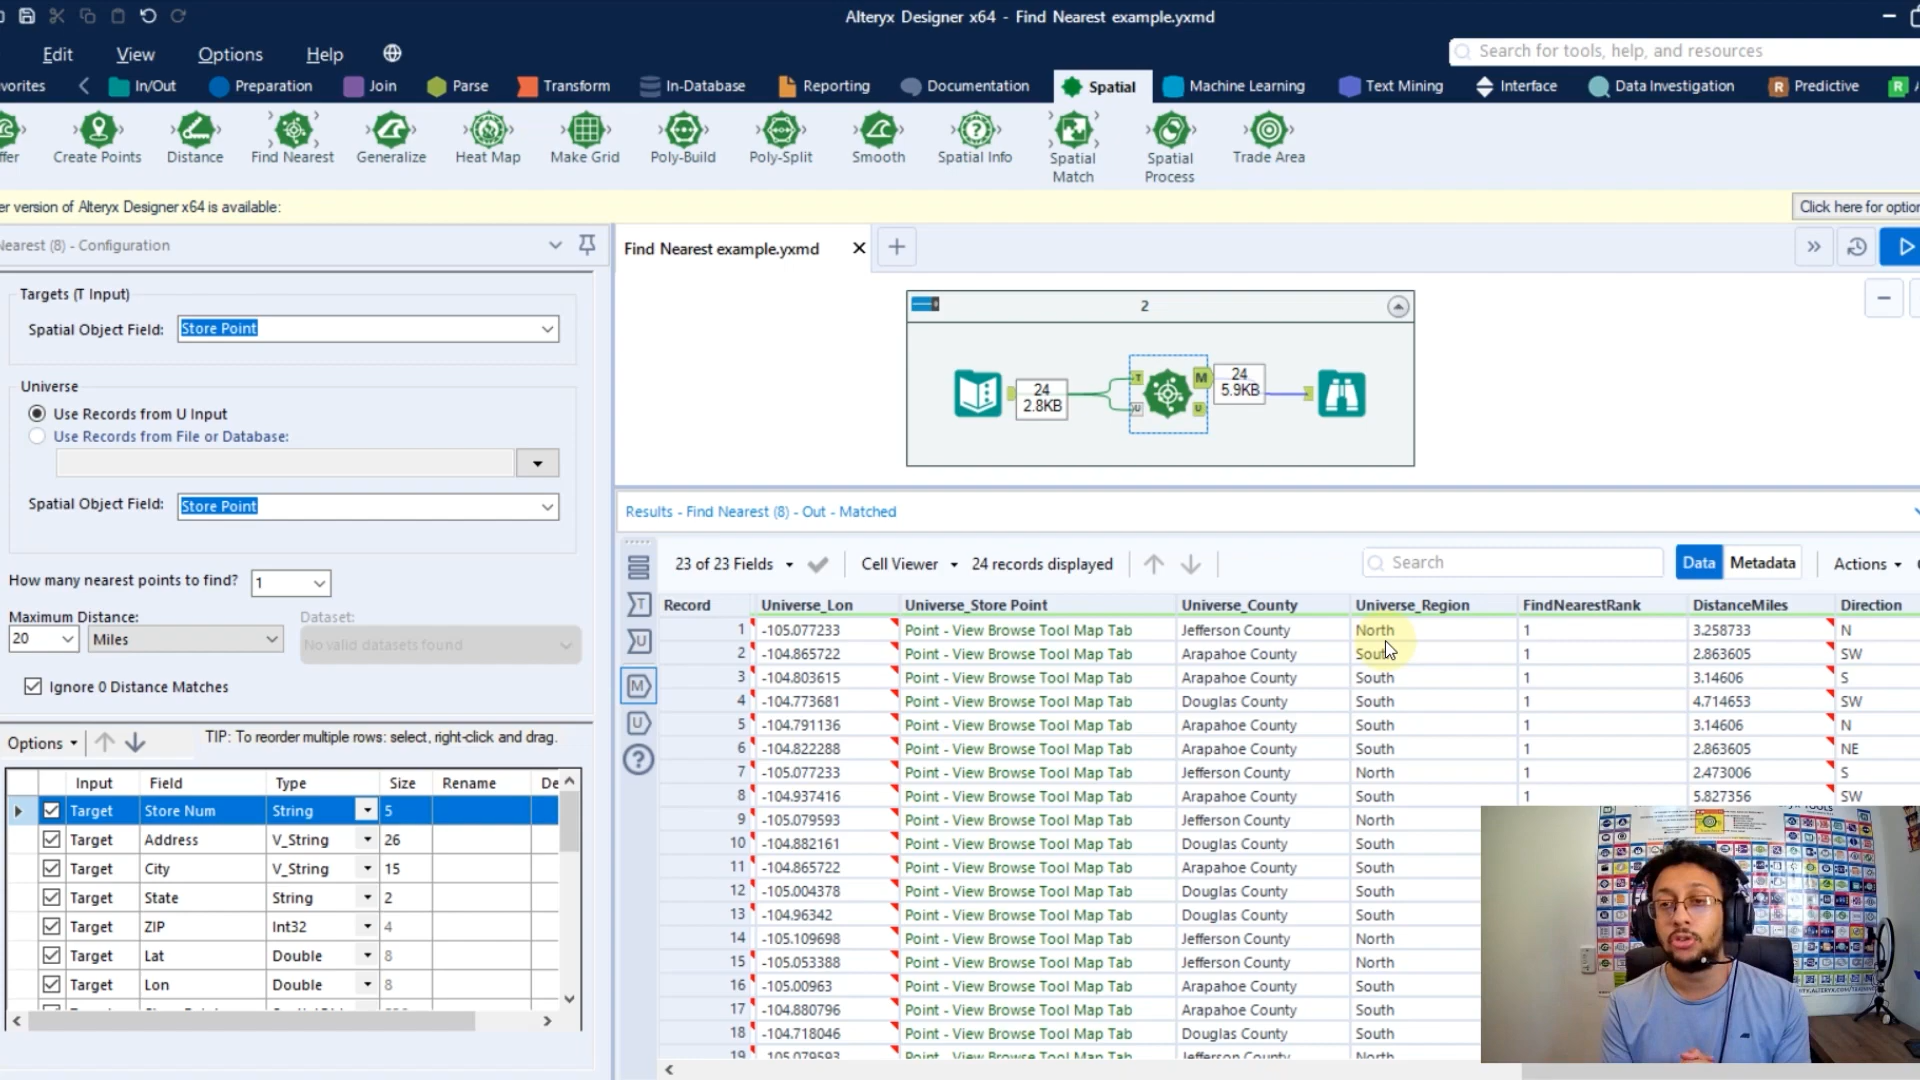 Alteryx Designer x64 - Find Nearest example.yxmd
Edit View Options Help
Search for tools, help, and resources
vorites In/Out Preparation Join Parse Transform In-Database Reporting Documentation Spatial Machine Learning Text Mining Interface Data Investigation Predictive
ffer Create Points Distance Find Nearest Generalize Heat Map Make Grid Poly-Build Poly-Split Smooth Spatial Info Spatial Match Spatial Process Trade Area
er version of Alteryx Designer x64 is available:
Click here for option
Nearest (8) - Configuration
Targets (T Input)
Spatial Object Field: Store Point
Universe
Use Records from U Input
Use Records from File or Database:
Spatial Object Field: Store Point
How many nearest points to find? 1
Maximum Distance: Dataset:
20 Miles No valid datasets found
Ignore 0 Distance Matches
Options TIP: To reorder multiple rows: select, right-click and drag.
Input Field Type Size Rename De
Target Store Num String 5
Target Address V_String 26
Target City V_String 15
Target State String 2
Target ZIP Int32 4
Target Lat Double 8
Target Lon Double 8
Find Nearest example.yxmd
2
24
2.8KB
T
U
M
U
24
5.9KB
Results - Find Nearest (8) - Out - Matched
23 of 23 Fields Cell Viewer 24 records displayed Search Data Metadata Actions
Record Universe_Lon Universe_Store Point Universe_County Universe_Region FindNearestRank DistanceMiles Direction
1 -105.077233 Point - View Browse Tool Map Tab Jefferson County North 1 3.258733 N
2 -104.865722 Point - View Browse Tool Map Tab Arapahoe County South 1 2.863605 SW
3 -104.803615 Point - View Browse Tool Map Tab Arapahoe County South 1 3.14606 S
4 -104.773681 Point - View Browse Tool Map Tab Douglas County South 1 4.714653 SW
5 -104.791136 Point - View Browse Tool Map Tab Arapahoe County South 1 3.14606 N
6 -104.822288 Point - View Browse Tool Map Tab Arapahoe County South 1 2.863605 NE
7 -105.077233 Point - View Browse Tool Map Tab Jefferson County North 1 2.473006 S
8 -104.937416 Point - View Browse Tool Map Tab Arapahoe County South 1 5.827356 SW
9 -105.079593 Point - View Browse Tool Map Tab Jefferson County North
10 -104.882161 Point - View Browse Tool Map Tab Douglas County South
11 -104.865722 Point - View Browse Tool Map Tab Arapahoe County South
12 -105.004378 Point - View Browse Tool Map Tab Douglas County South
13 -104.96342 Point - View Browse Tool Map Tab Douglas County South
14 -105.109698 Point - View Browse Tool Map Tab Jefferson County North
15 -105.053388 Point - View Browse Tool Map Tab Jefferson County North
16 -105.00963 Point - View Browse Tool Map Tab Arapahoe County South
17 -104.880796 Point - View Browse Tool Map Tab Arapahoe County South
18 -104.718046 Point - View Browse Tool Map Tab Douglas County South
19 -105.079593 Point - View Browse Tool Map Tab Jefferson County North